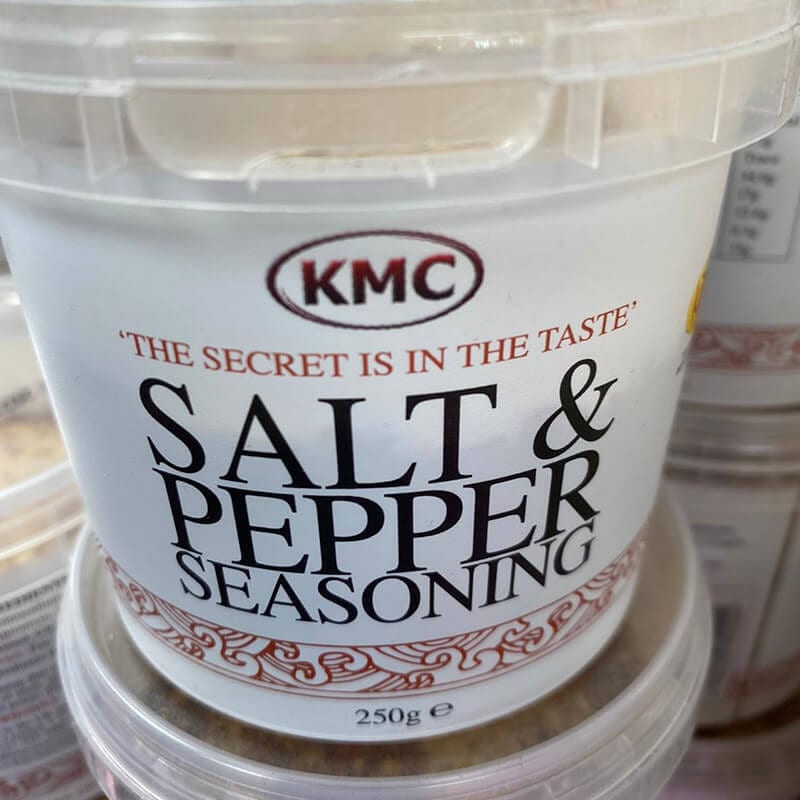 KMC
'THE SECRET IS IN THE TASTE'
SALT &
PEPPER
SEASONING
250g ℮